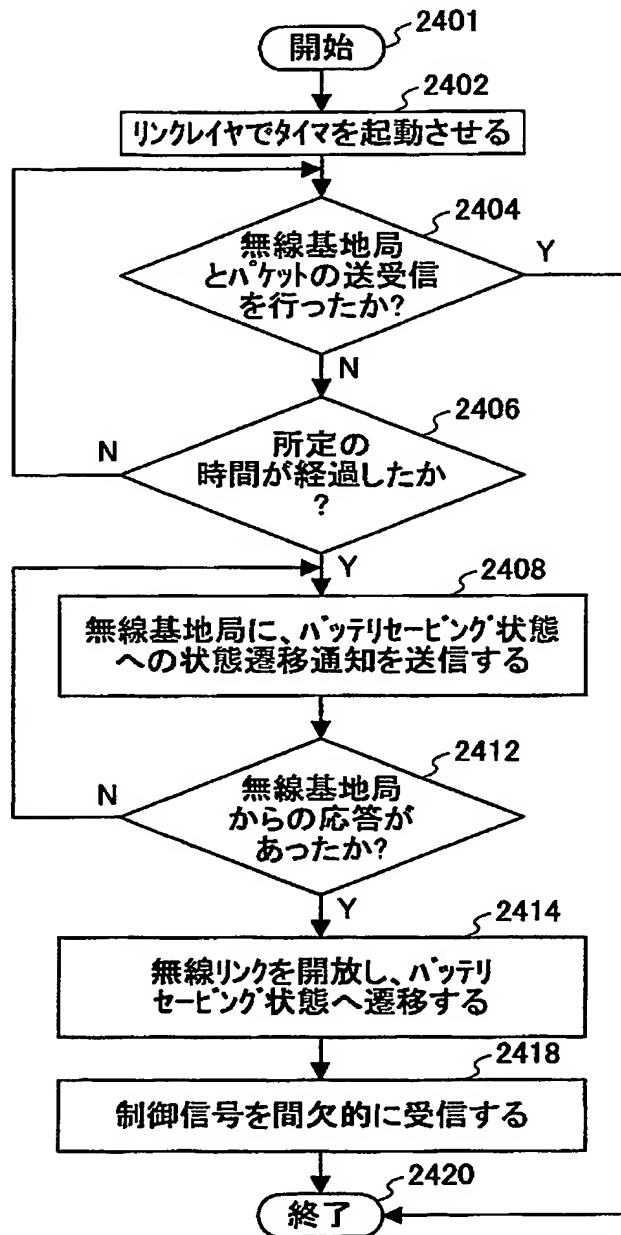 2401
開始
2402
リンクレイヤでタイマを起動させる
2404
無線基地局
とパケットの送受信
を行ったか?
Y
N
2406
所定の
時間が経過したか
?
N
Y
2408
無線基地局に、バッテリセービング状態
への状態遷移通知を送信する
2412
無線基地局
からの応答が
あったか?
N
Y
2414
無線リンクを開放し、バッテリ
セービング状態へ遷移する
2418
制御信号を間欠的に受信する
2420
終了